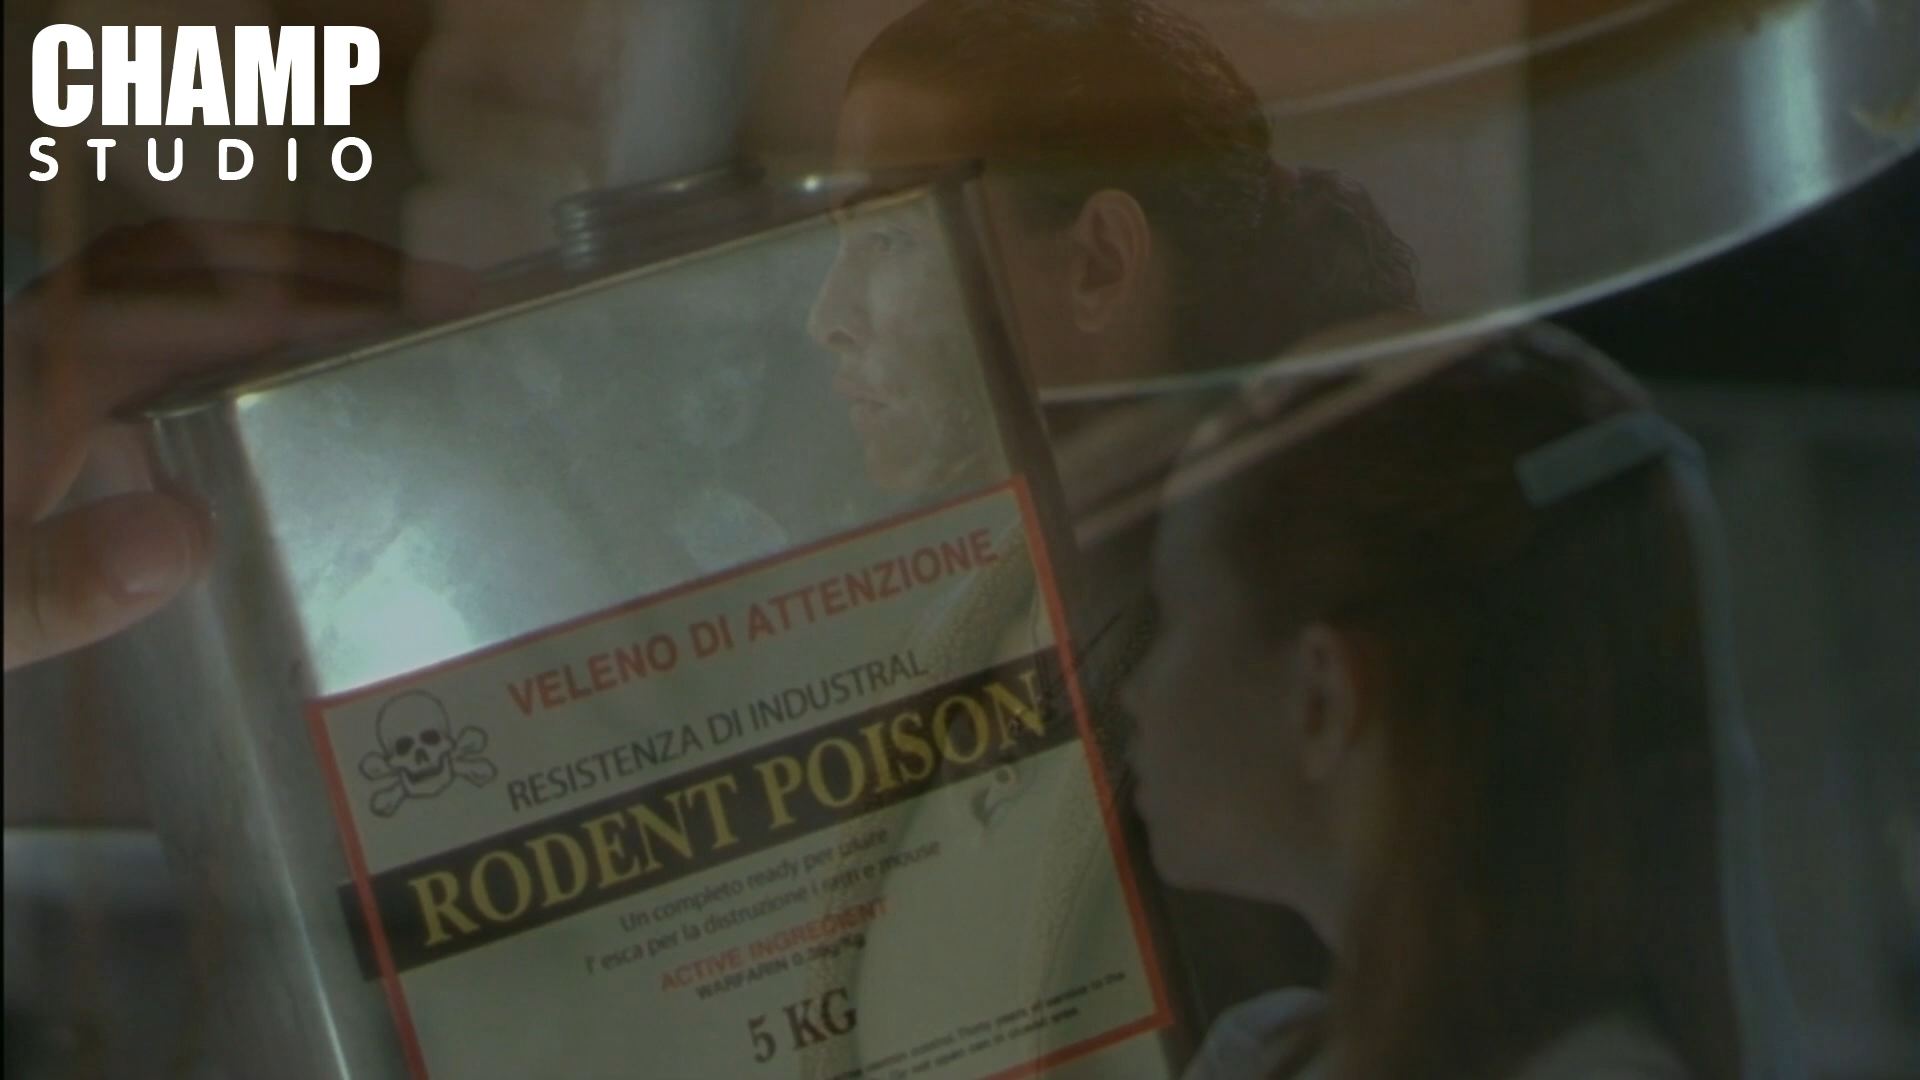 CHAMP
STUDIO
VELENO DI ATTENZIONE
RESISTENZA DI INDUSTRAL
RODENT POISON
Un completo ready per usare
l' esca per la distruzione i ratti e mouse
ACTIVE INGREDIENT
WARFARIN
5 KG